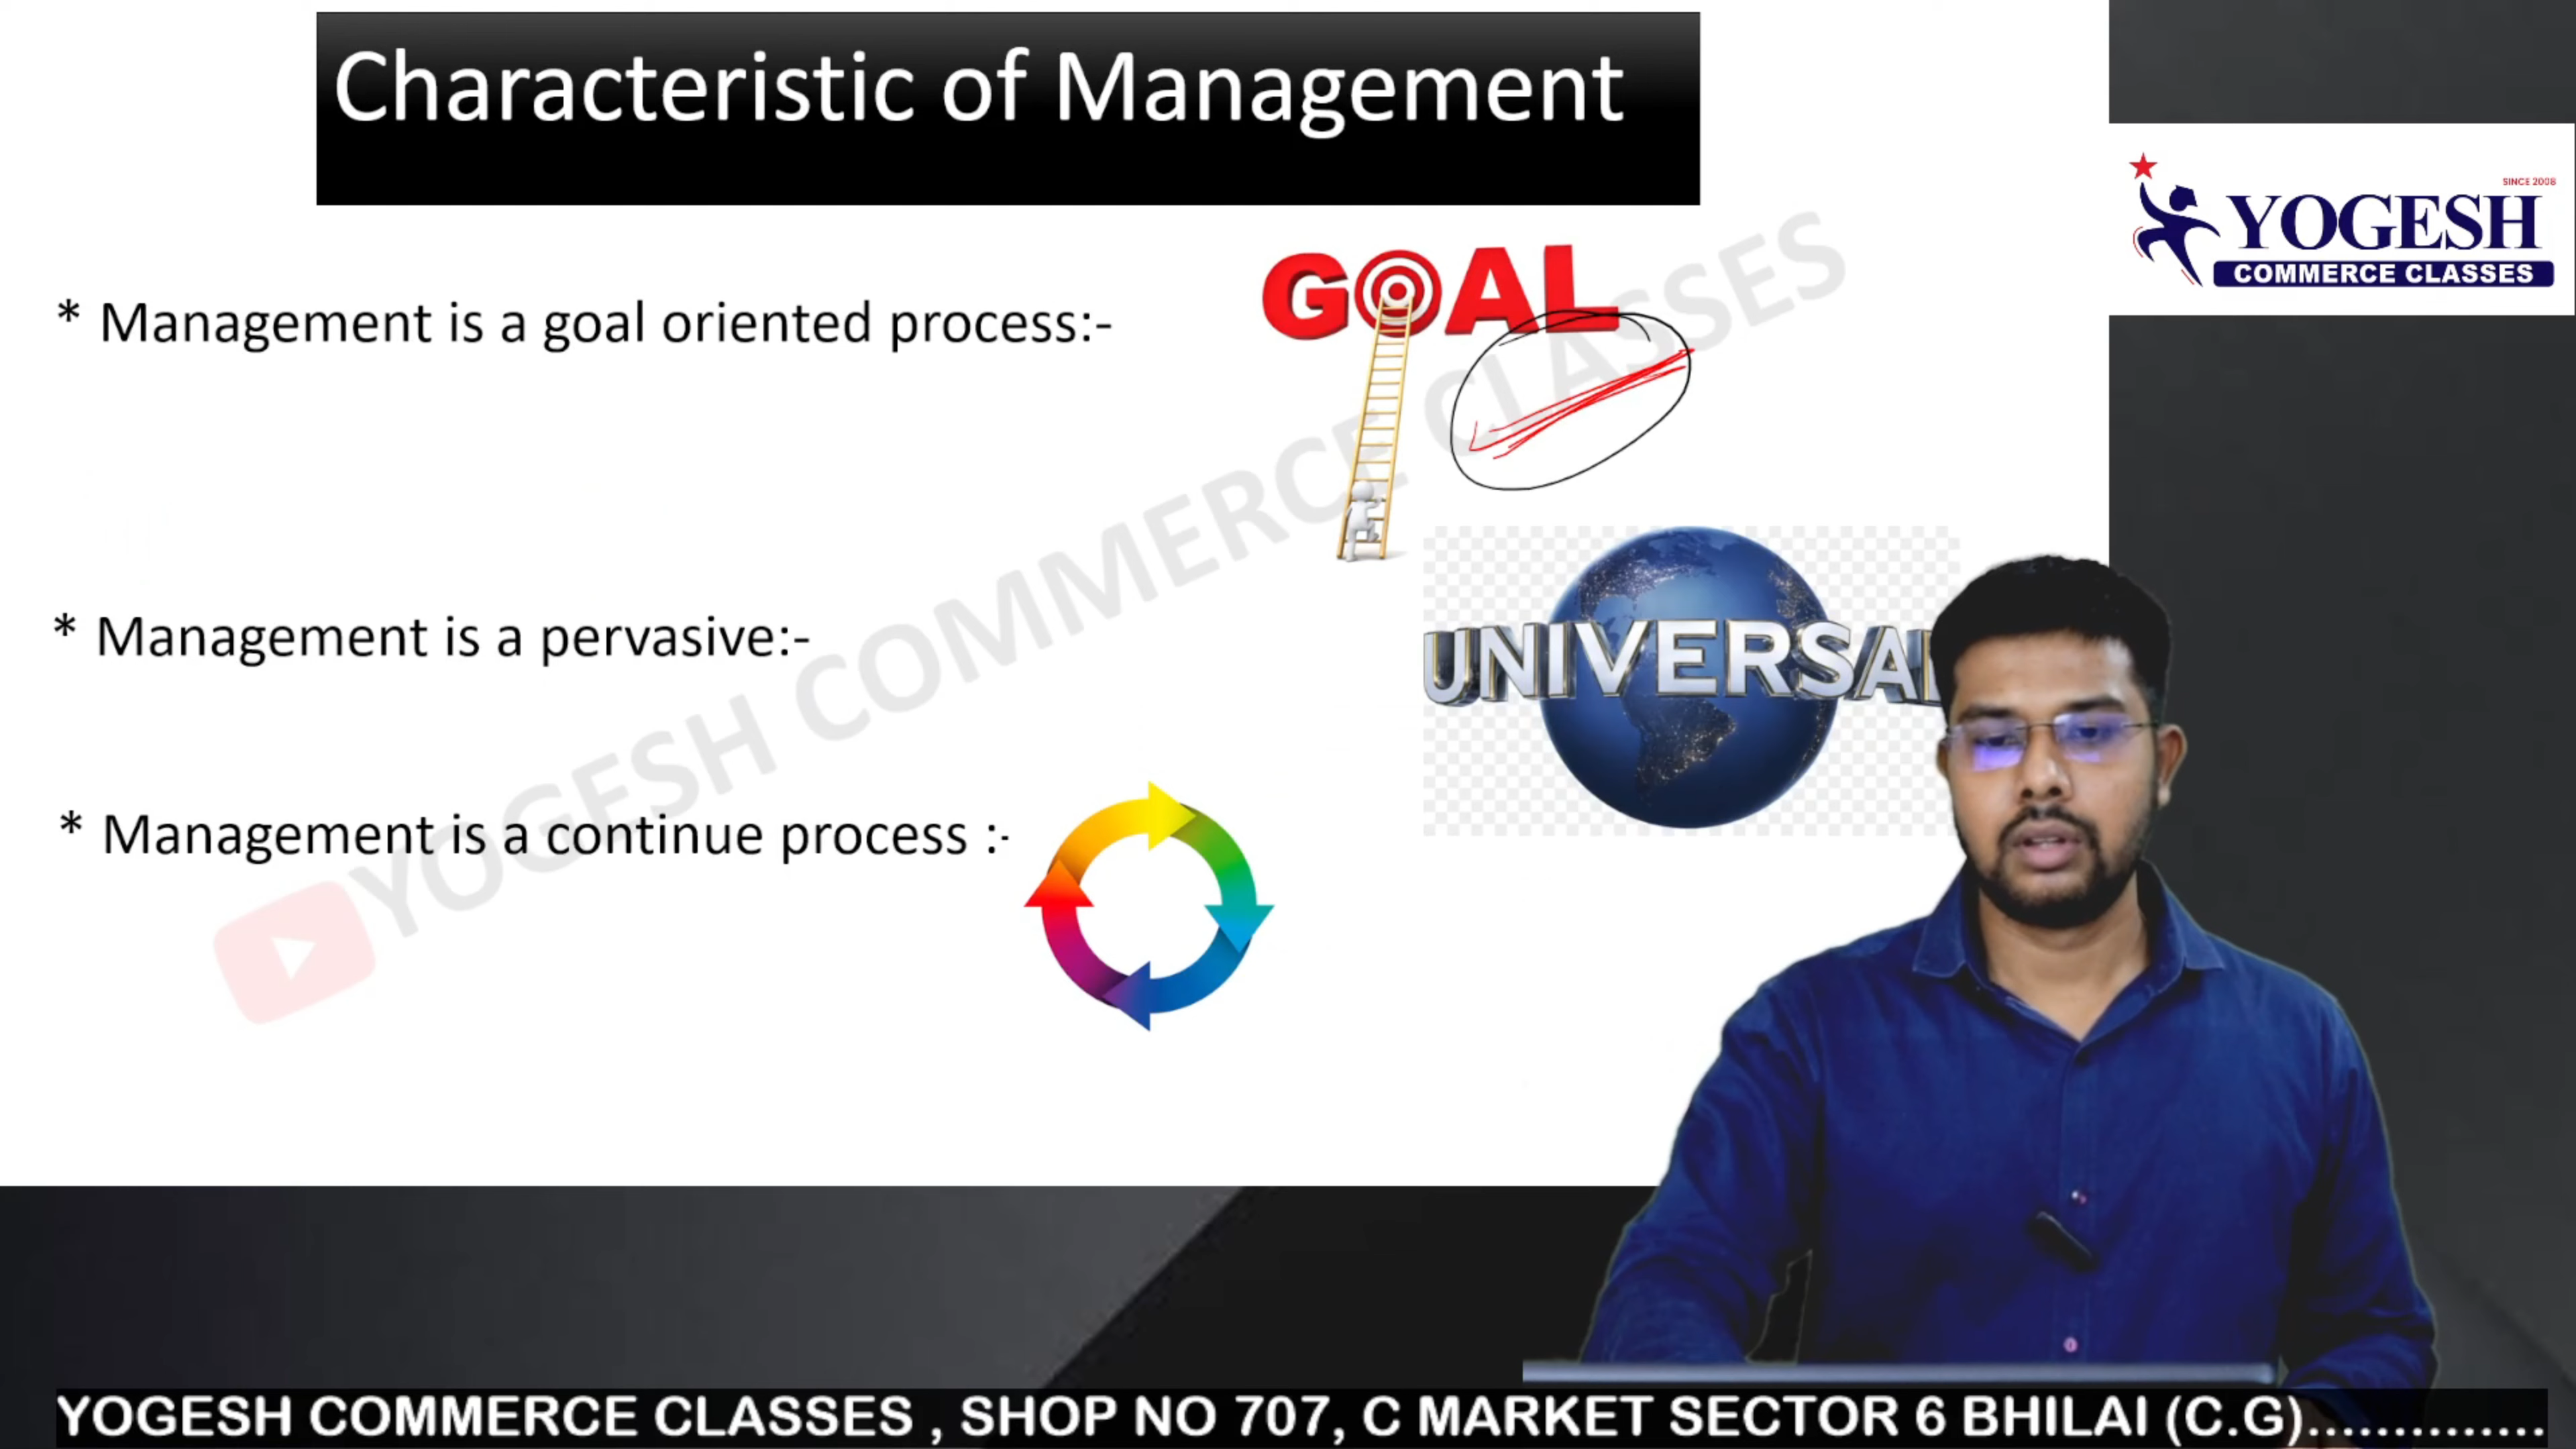 Characteristic of Management
SINCE 2008
YOGESH
COMMERCE CLASSES
* Management is a goal oriented process:-
GOAL
YOGESH COMMERCE CLASSES
* Management is a pervasive:-
UNIVERSAL
* Management is a continue process :-
YOGESH COMMERCE CLASSES , SHOP NO 707, C MARKET SECTOR 6 BHILAI (C.G)..............